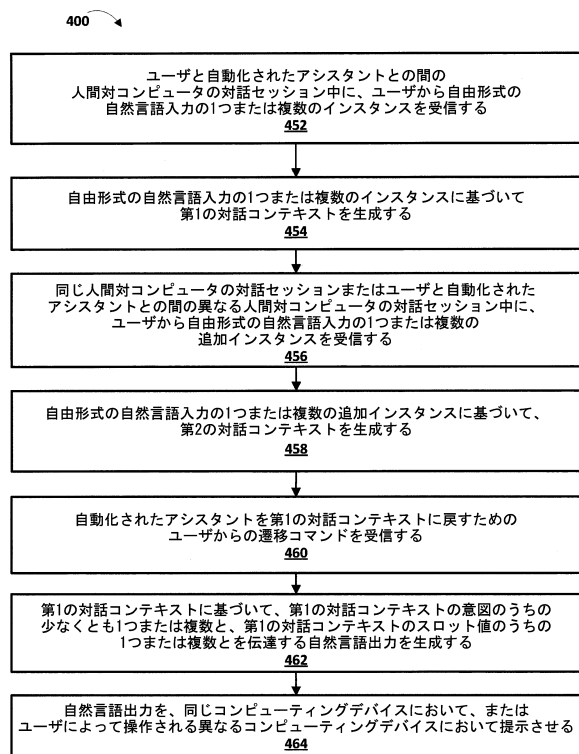 400
ユーザと自動化されたアシスタントとの間の
人間対コンピュータの対話セッション中に、ユーザから自由形式の
自然言語入力の1つまたは複数のインスタンスを受信する
452
自由形式の自然言語入力の1つまたは複数のインスタンスに基づいて
第1の対話コンテキストを生成する
454
同じ人間対コンピュータの対話セッションまたはユーザと自動化された
アシスタントとの間の異なる人間対コンピュータの対話セッション中に、
ユーザから自由形式の自然言語入力の1つまたは複数の
追加インスタンスを受信する
456
自由形式の自然言語入力の1つまたは複数の追加インスタンスに基づいて、
第2の対話コンテキストを生成する
458
自動化されたアシスタントを第1の対話コンテキストに戻すための
ユーザからの遷移コマンドを受信する
460
第1の対話コンテキストに基づいて、第1の対話コンテキストの意図のうちの
少なくとも1つまたは複数と、第1の対話コンテキストのスロット値のうちの
1つまたは複数とを伝達する自然言語出力を生成する
462
自然言語出力を、同じコンピューティングデバイスにおいて、または
ユーザによって操作される異なるコンピューティングデバイスにおいて提示させる
464